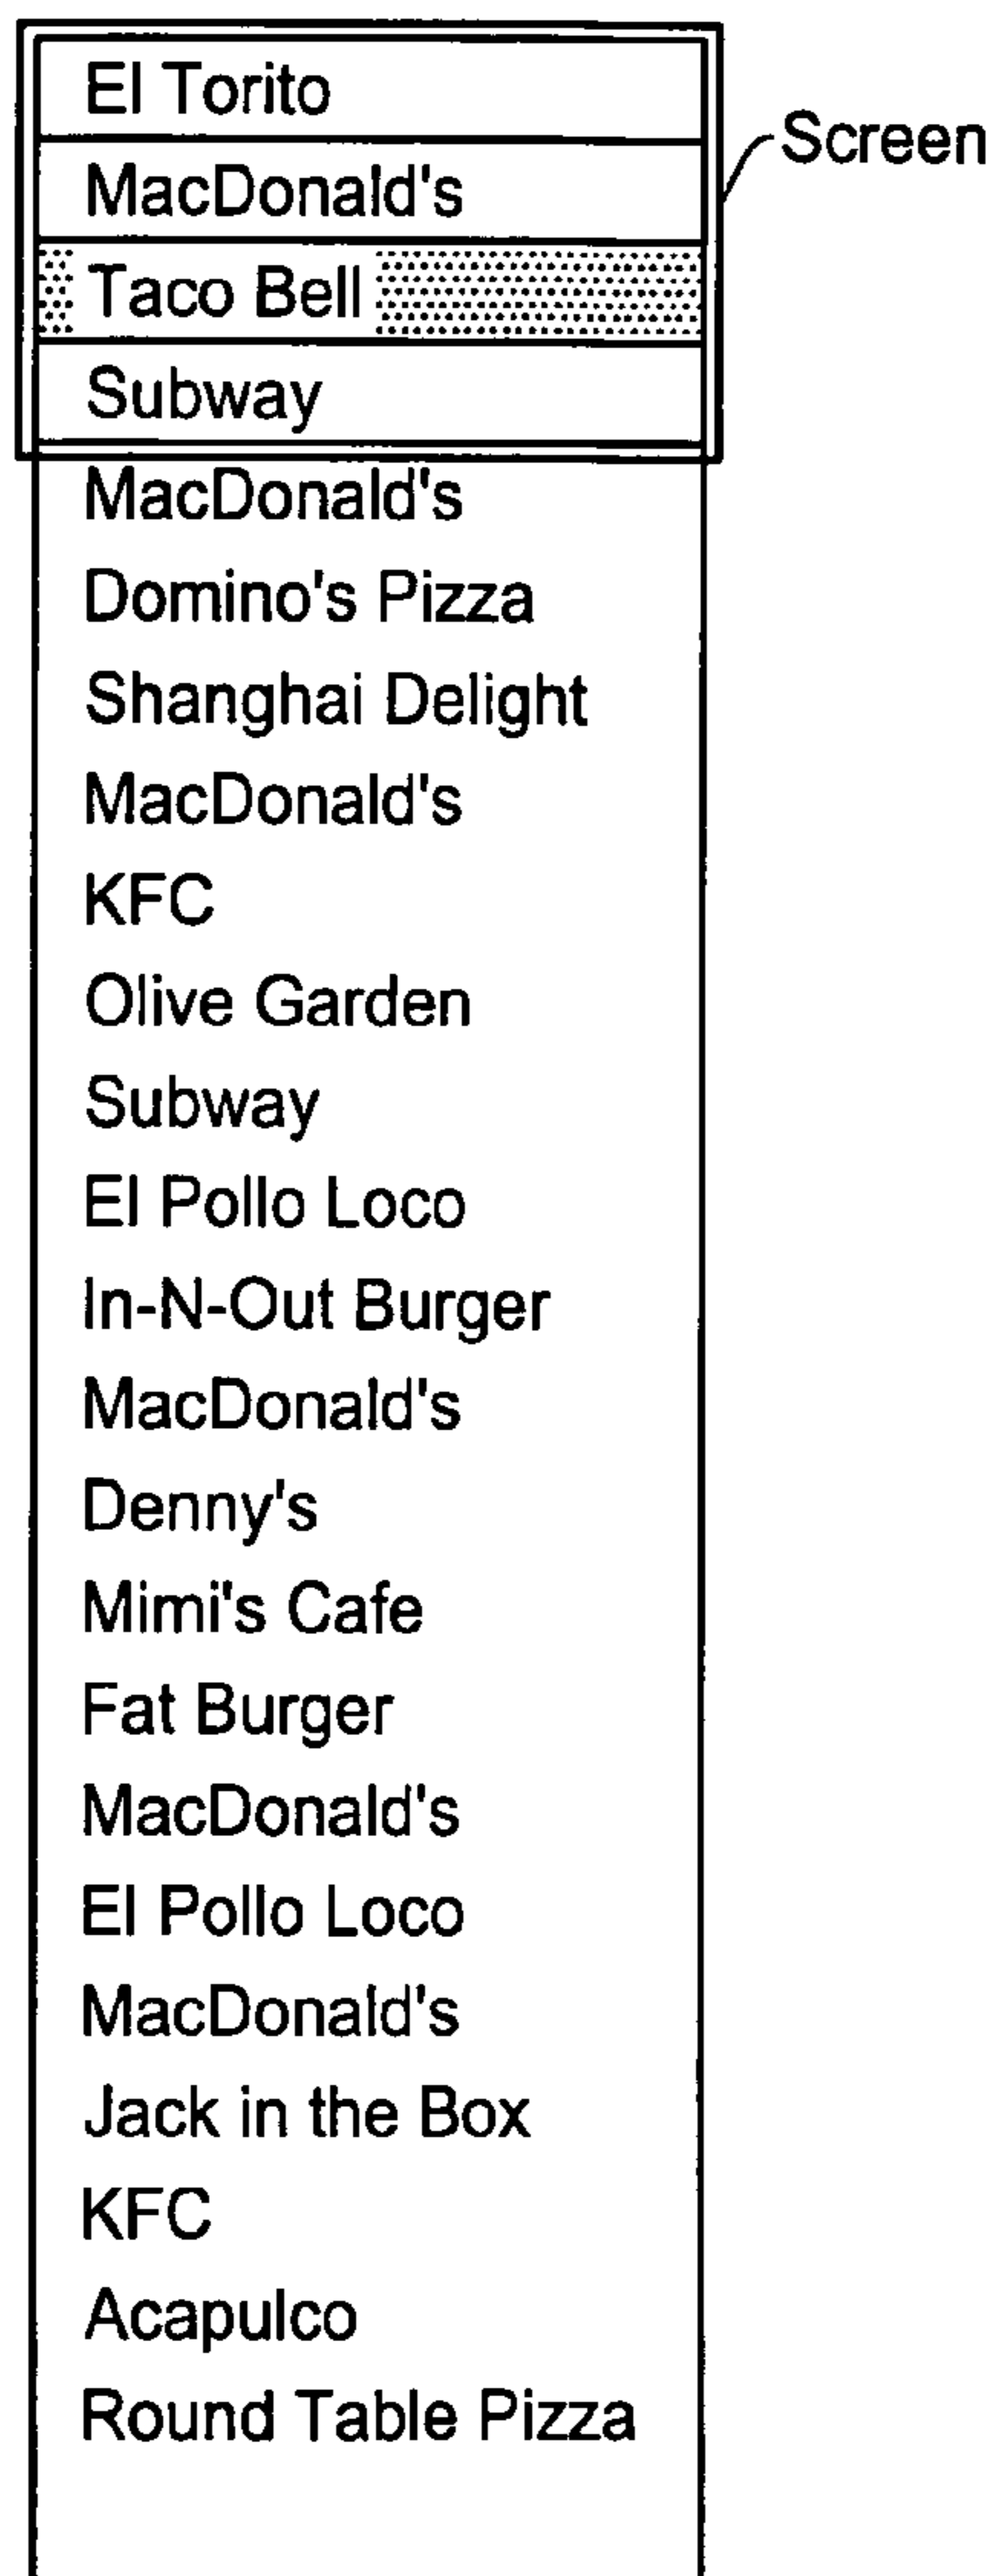 El Torito
Screen
MacDonald's
Taco Bell
Subway
MacDonald's
Domino's Pizza
Shanghai Delight
MacDonald's
KFC
Olive Garden
Subway
El Pollo Loco
In-N-Out Burger
MacDonald's
Denny's
Mimi's Cafe
Fat Burger
MacDonald's
El Pollo Loco
MacDonald's
Jack in the Box
KFC
Acapulco
Round Table Pizza